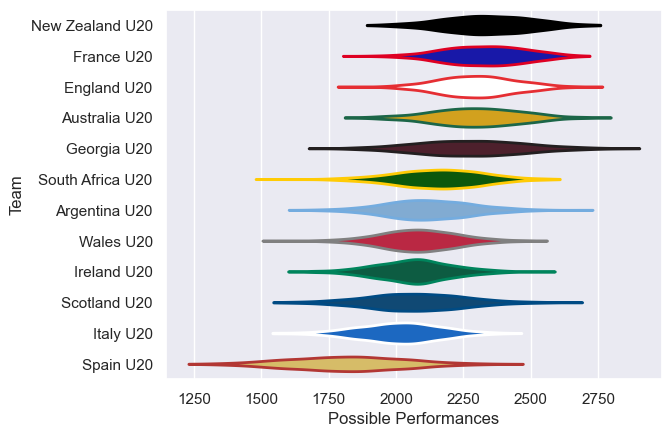 New Zealand U20
France U20
England U20
Australia U20
Georgia U20
South Africa U20
Argentina U20
Wales U20
Ireland U20
Scotland U20
Italy U20
Spain U20
Team
1250 1500 1750 2000 2250 2500 2750
Possible Performances